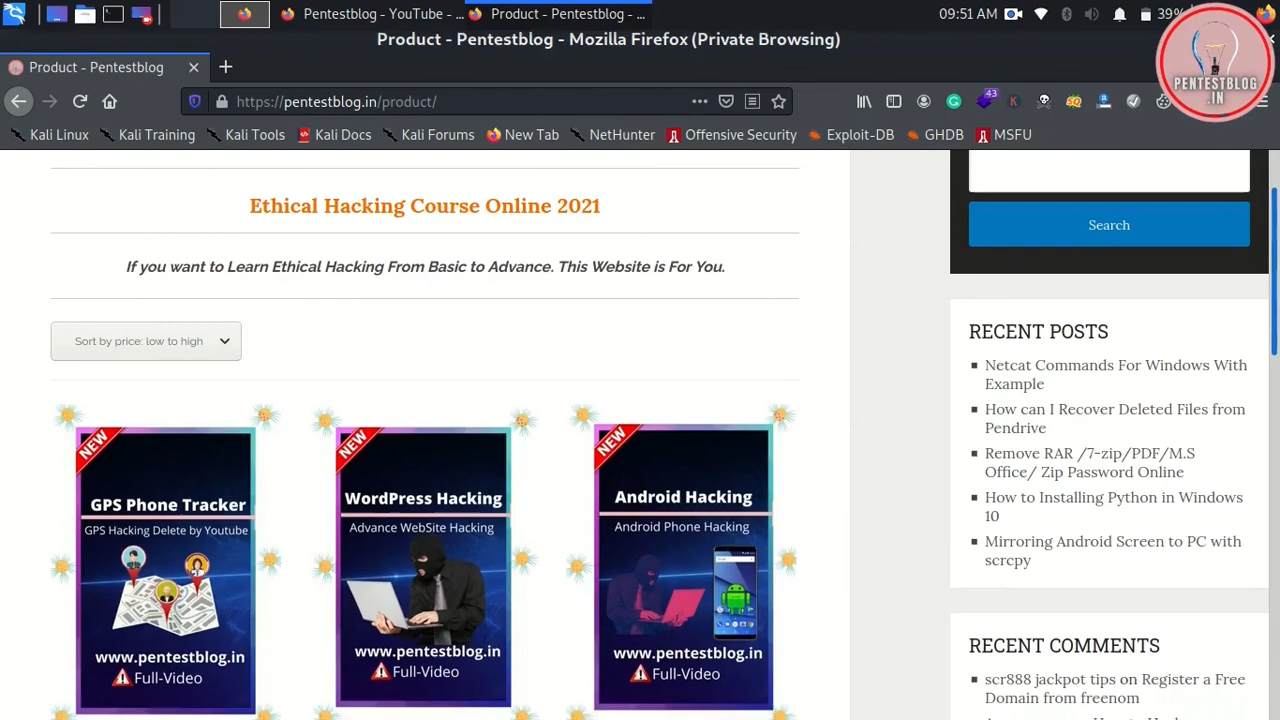 Pentestblog - YouTube - ...
Product - Pentestblog - ...
09:51 AM
39%
Product - Pentestblog - Mozilla Firefox (Private Browsing)
Product - Pentestblog
https://pentestblog.in/product/
43
PENTESTBLOG
.IN
Kali Linux
Kali Training
Kali Tools
Kali Docs
Kali Forums
New Tab
NetHunter
Offensive Security
Exploit-DB
GHDB
MSFU
Ethical Hacking Course Online 2021
If you want to Learn Ethical Hacking From Basic to Advance. This Website is For You.
Sort by price: low to high
NEW
GPS Phone Tracker
GPS Hacking Delete by Youtube
www.pentestblog.in
Full-Video
NEW
WordPress Hacking
Advance WebSite Hacking
www.pentestblog.in
Full-Video
NEW
Android Hacking
Android Phone Hacking
www.pentestblog.in
Full-Video
Search
RECENT POSTS
Netcat Commands For Windows With
Example
How can I Recover Deleted Files from
Pendrive
Remove RAR /7-zip/PDF/M.S
Office/ Zip Password Online
How to Installing Python in Windows
10
Mirroring Android Screen to PC with
scrcpy
RECENT COMMENTS
scr888 jackpot tips on Register a Free
Domain from freenom